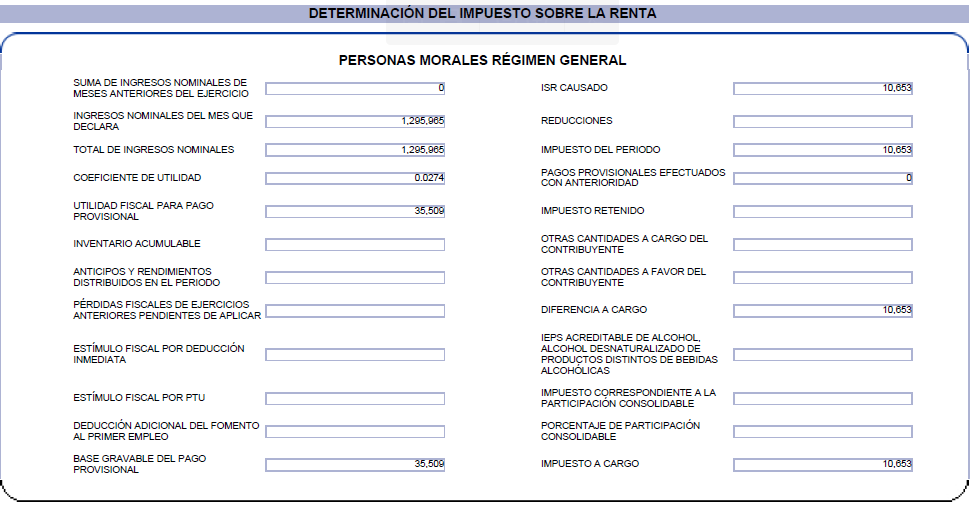 DETERMINACIÓN DEL IMPUESTO SOBRE LA RENTA
PERSONAS MORALES RÉGIMEN GENERAL
SUMA DE INGRESOS NOMINALES DE
MESES ANTERIORES DEL EJERCICIO
0
INGRESOS NOMINALES DEL MES QUE
DECLARA
1,295,965
TOTAL DE INGRESOS NOMINALES
1,295,965
COEFICIENTE DE UTILIDAD
0.0274
UTILIDAD FISCAL PARA PAGO
PROVISIONAL
35,509
INVENTARIO ACUMULABLE
ANTICIPOS Y RENDIMIENTOS
DISTRIBUIDOS EN EL PERIODO
PÉRDIDAS FISCALES DE EJERCICIOS
ANTERIORES PENDIENTES DE APLICAR
ESTÍMULO FISCAL POR DEDUCCIÓN
INMEDIATA
ESTÍMULO FISCAL POR PTU
DEDUCCIÓN ADICIONAL DEL FOMENTO
AL PRIMER EMPLEO
BASE GRAVABLE DEL PAGO
PROVISIONAL
35,509
ISR CAUSADO
10,653
REDUCCIONES
IMPUESTO DEL PERIODO
10,653
PAGOS PROVISIONALES EFECTUADOS
CON ANTERIORIDAD
0
IMPUESTO RETENIDO
OTRAS CANTIDADES A CARGO DEL
CONTRIBUYENTE
OTRAS CANTIDADES A FAVOR DEL
CONTRIBUYENTE
DIFERENCIA A CARGO
10,653
IEPS ACREDITABLE DE ALCOHOL,
ALCOHOL DESNATURALIZADO DE
PRODUCTOS DISTINTOS DE BEBIDAS
ALCOHÓLICAS
IMPUESTO CORRESPONDIENTE A LA
PARTICIPACIÓN CONSOLIDABLE
PORCENTAJE DE PARTICIPACIÓN
CONSOLIDABLE
IMPUESTO A CARGO
10,653